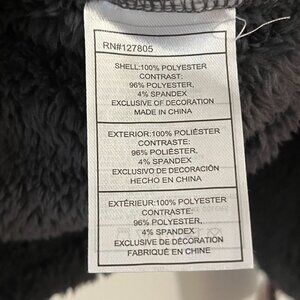 RN#127805
SHELL:100% POLYESTER
CONTRAST:
96% POLYESTER,
4% SPANDEX
EXCLUSIVE OF DECORATION
MADE IN CHINA
EXTERIOR:100% POLIÉSTER
CONTRASTE:
96% POLIÉSTER,
4% SPANDEX
EXCLUSIVO DE DECORACIÓN
HECHO EN CHINA
EXTÉRIEUR:100% POLYESTER
CONTRASTE:
96% POLYESTER,
4% SPANDEX
EXCLUSIVE DE DÉCORATION
FABRIQUÉ EN CHINE